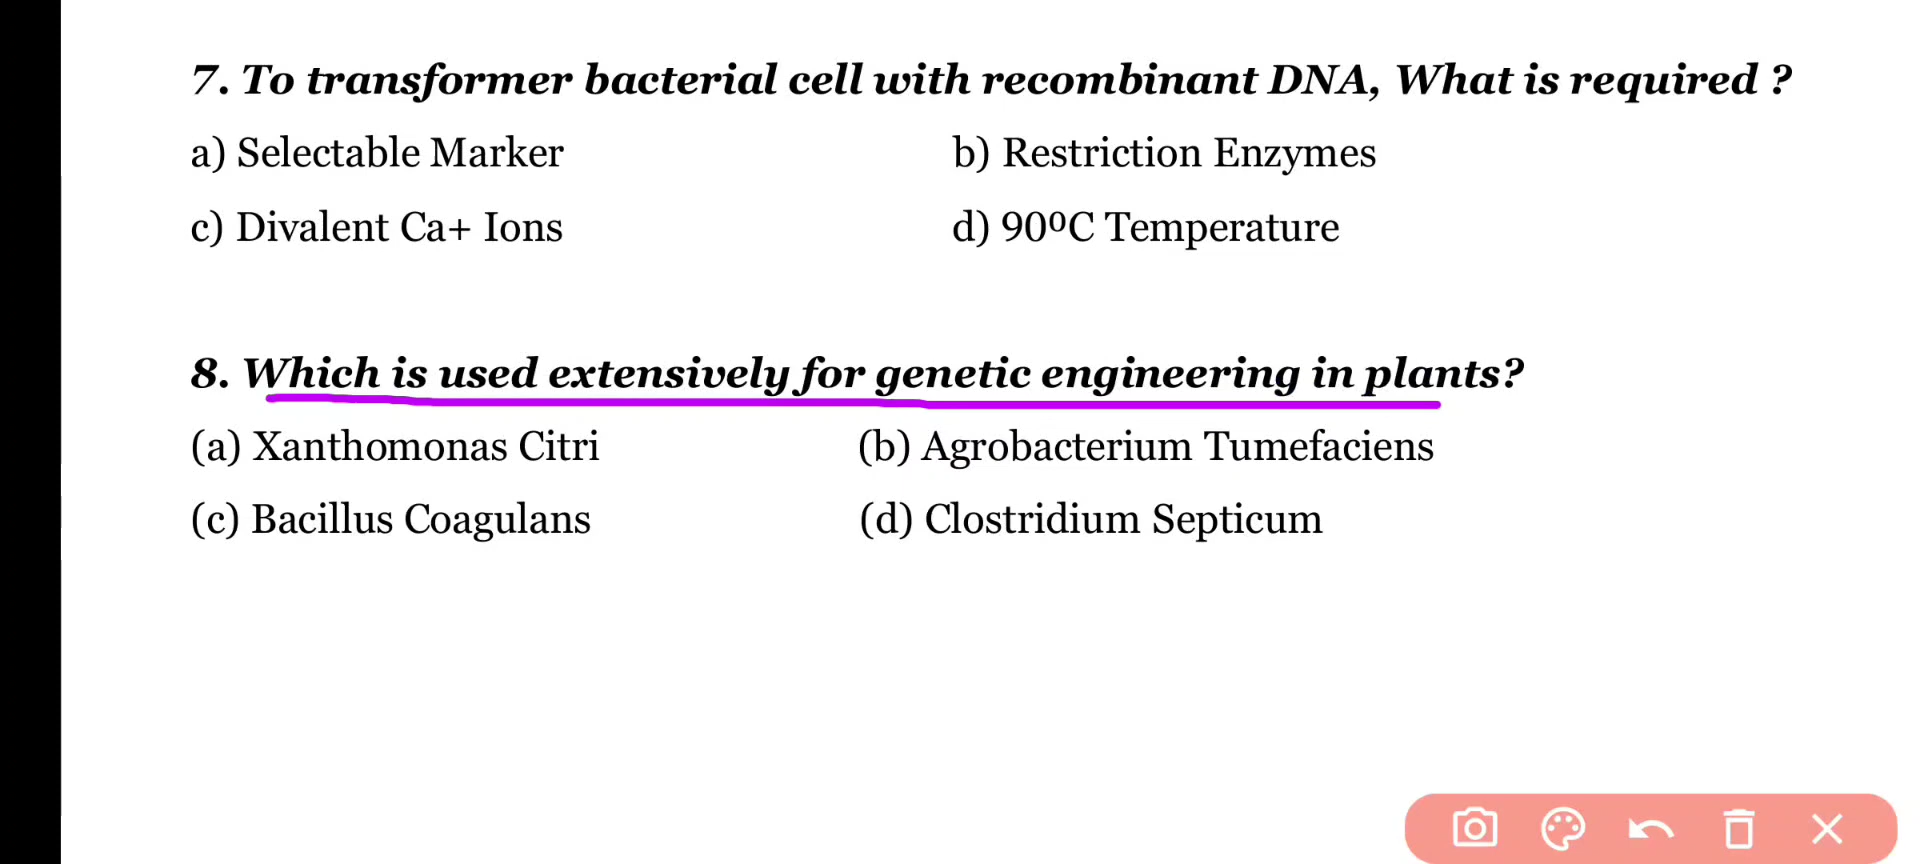 7. To transformer bacterial cell with recombinant DNA, What is required ?
a) Selectable Marker b) Restriction Enzymes
c) Divalent Ca+ Ions d) 90⁰C Temperature
8. Which is used extensively for genetic engineering in plants?
(a) Xanthomonas Citri (b) Agrobacterium Tumefaciens
(c) Bacillus Coagulans (d) Clostridium Septicum